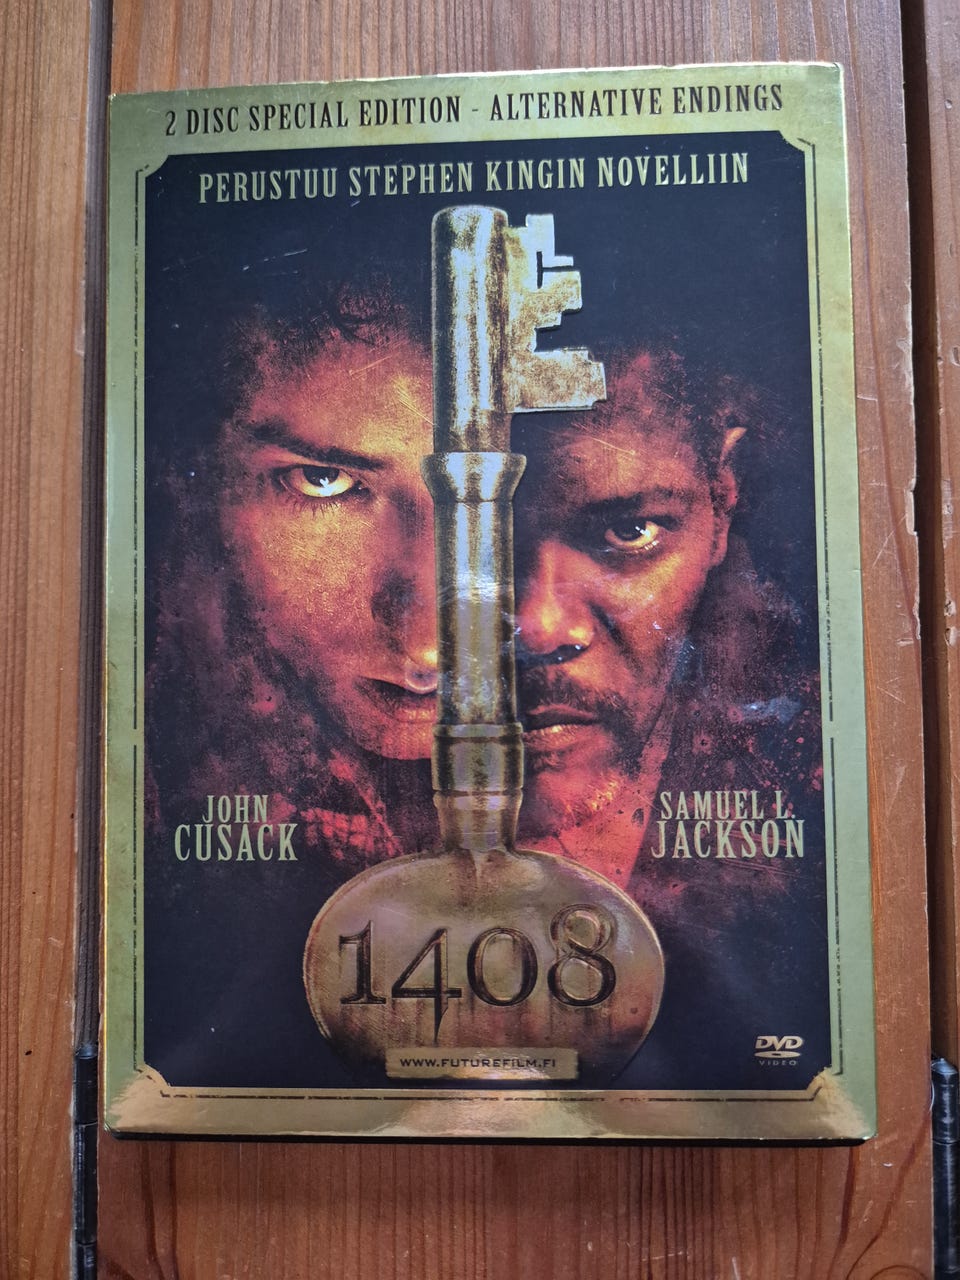 2 DISC SPECIAL EDITION - ALTERNATIVE ENDINGS
PERUSTUU STEPHEN KINGIN NOVELLIIN
JOHN
CUSACK
SAMUEL L.
JACKSON
1408
WWW.FUTUREFILM.FI
DVD
VIDEO